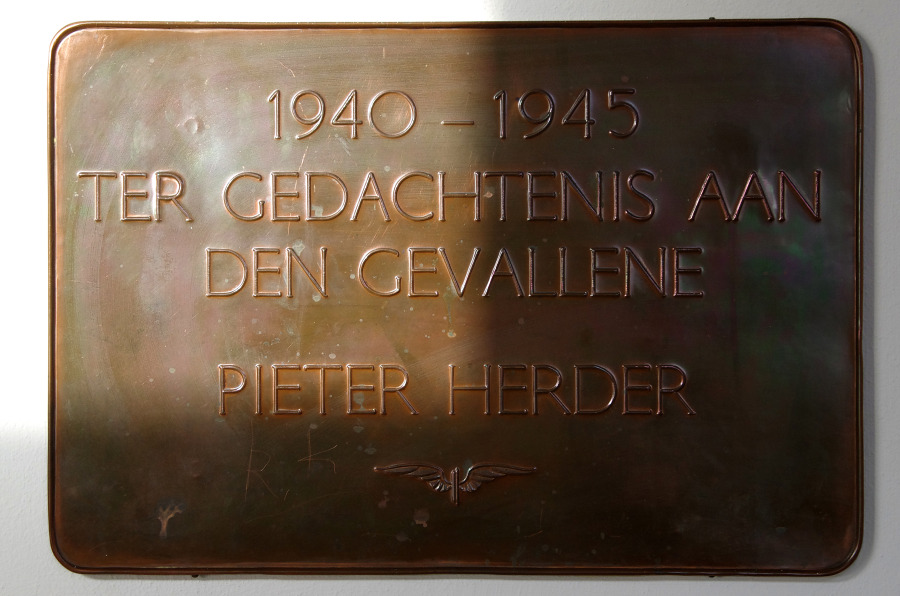 1940 – 1945
TER GEDACHTENIS AAN
DEN GEVALLENE
PIETER HERDER
R. K